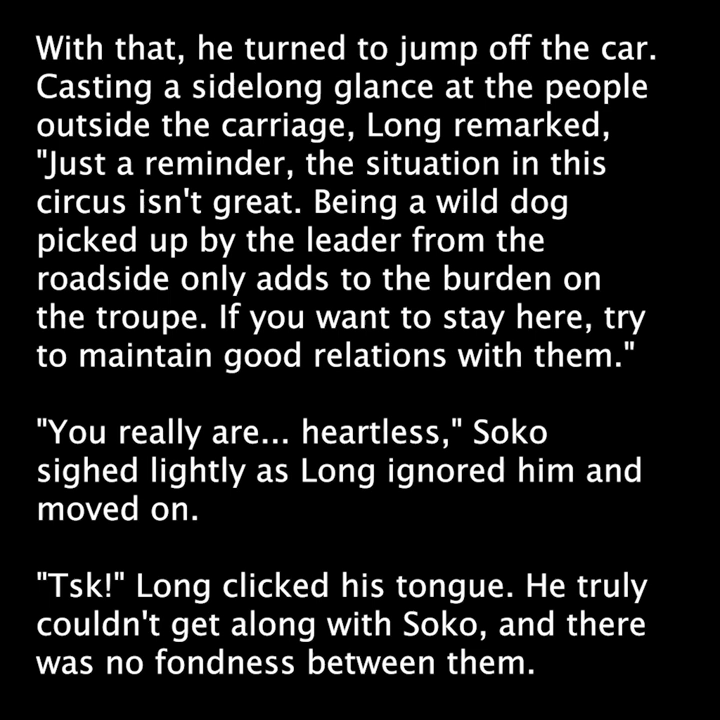 With that, he turned to jump off the car.
Casting a sidelong glance at the people
outside the carriage, Long remarked,
"Just a reminder, the situation in this
circus isn't great. Being a wild dog
picked up by the leader from the
roadside only adds to the burden on
the troupe. If you want to stay here, try
to maintain good relations with them."
"You really are... heartless," Soko
sighed lightly as Long ignored him and
moved on.
"Tsk!" Long clicked his tongue. He truly
couldn't get along with Soko, and there
was no fondness between them.